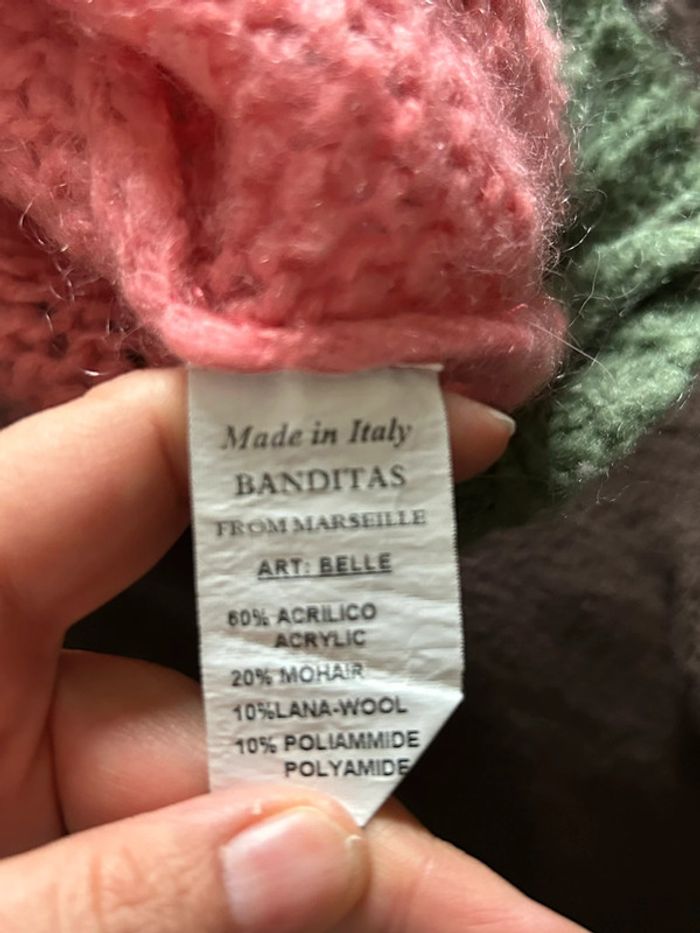 Made in Italy
BANDITAS
FROM MARSEILLE
ART: BELLE
60% ACRILICO
ACRYLIC
20% MOHAIR
10%LANA-WOOL
10% POLIAMMIDE
POLYAMIDE